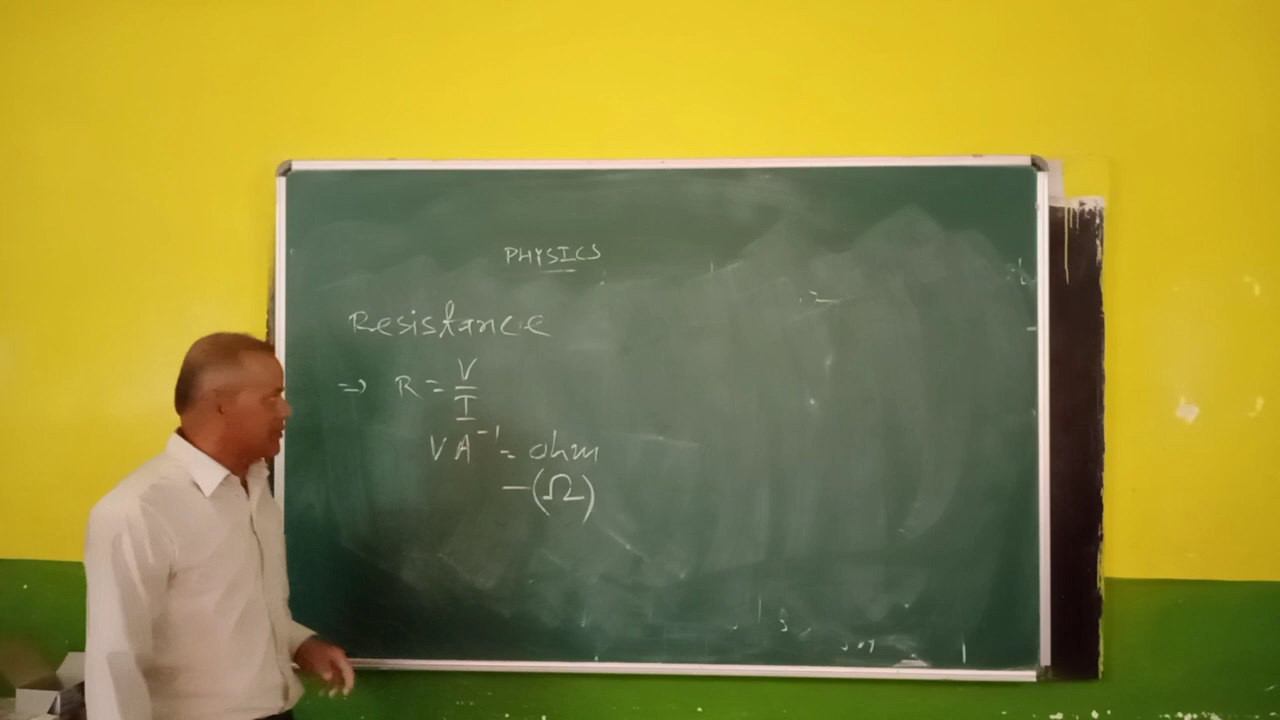 PHYSICS
Resistance
⇒ R = V/I
VA⁻¹ = ohm
-(Ω)